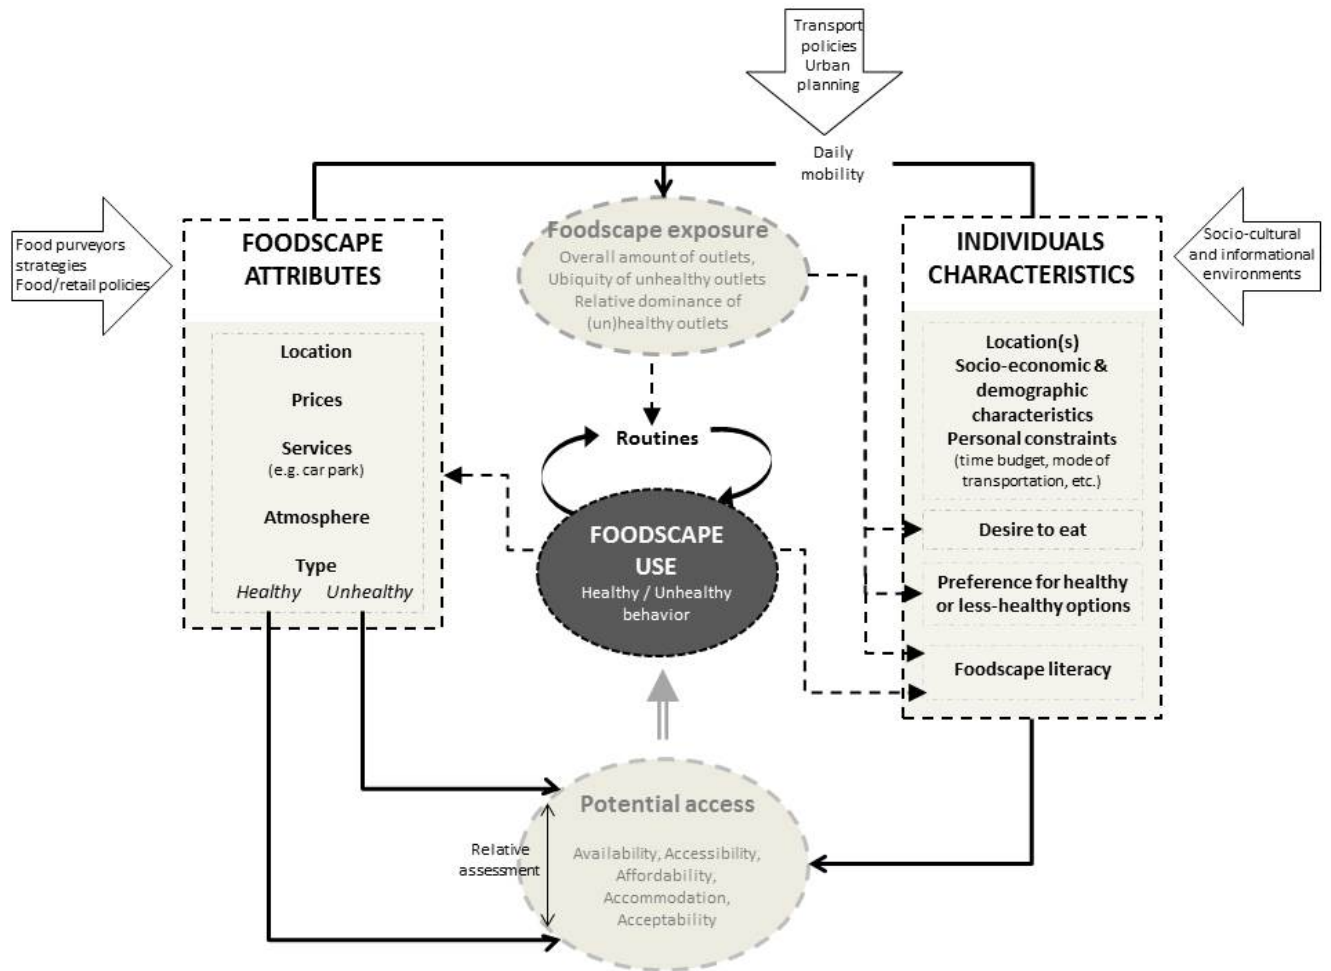 Transport
policies
Urban
planning
Daily
mobility
Food purveyors
strategies
Food/retail policies
FOODSCAPE
ATTRIBUTES
Location
Prices
Services
(e.g. car park)
Atmosphere
Type
Healthy Unhealthy
Foodscape exposure
Overall amount of outlets,
Ubiquity of unhealthy outlets
Relative dominance of
(un)healthy outlets
Routines
FOODSCAPE
USE
Healthy / Unhealthy
behavior
INDIVIDUALS
CHARACTERISTICS
Location(s)
Socio-economic &
demographic
characteristics
Personal constraints
(time budget, mode of
transportation, etc.)
Desire to eat
Preference for healthy
or less-healthy options
Foodscape literacy
Socio-cultural
and informational
environments
Relative
assessment
Potential access
Availability, Accessibility,
Affordability,
Accommodation,
Acceptability